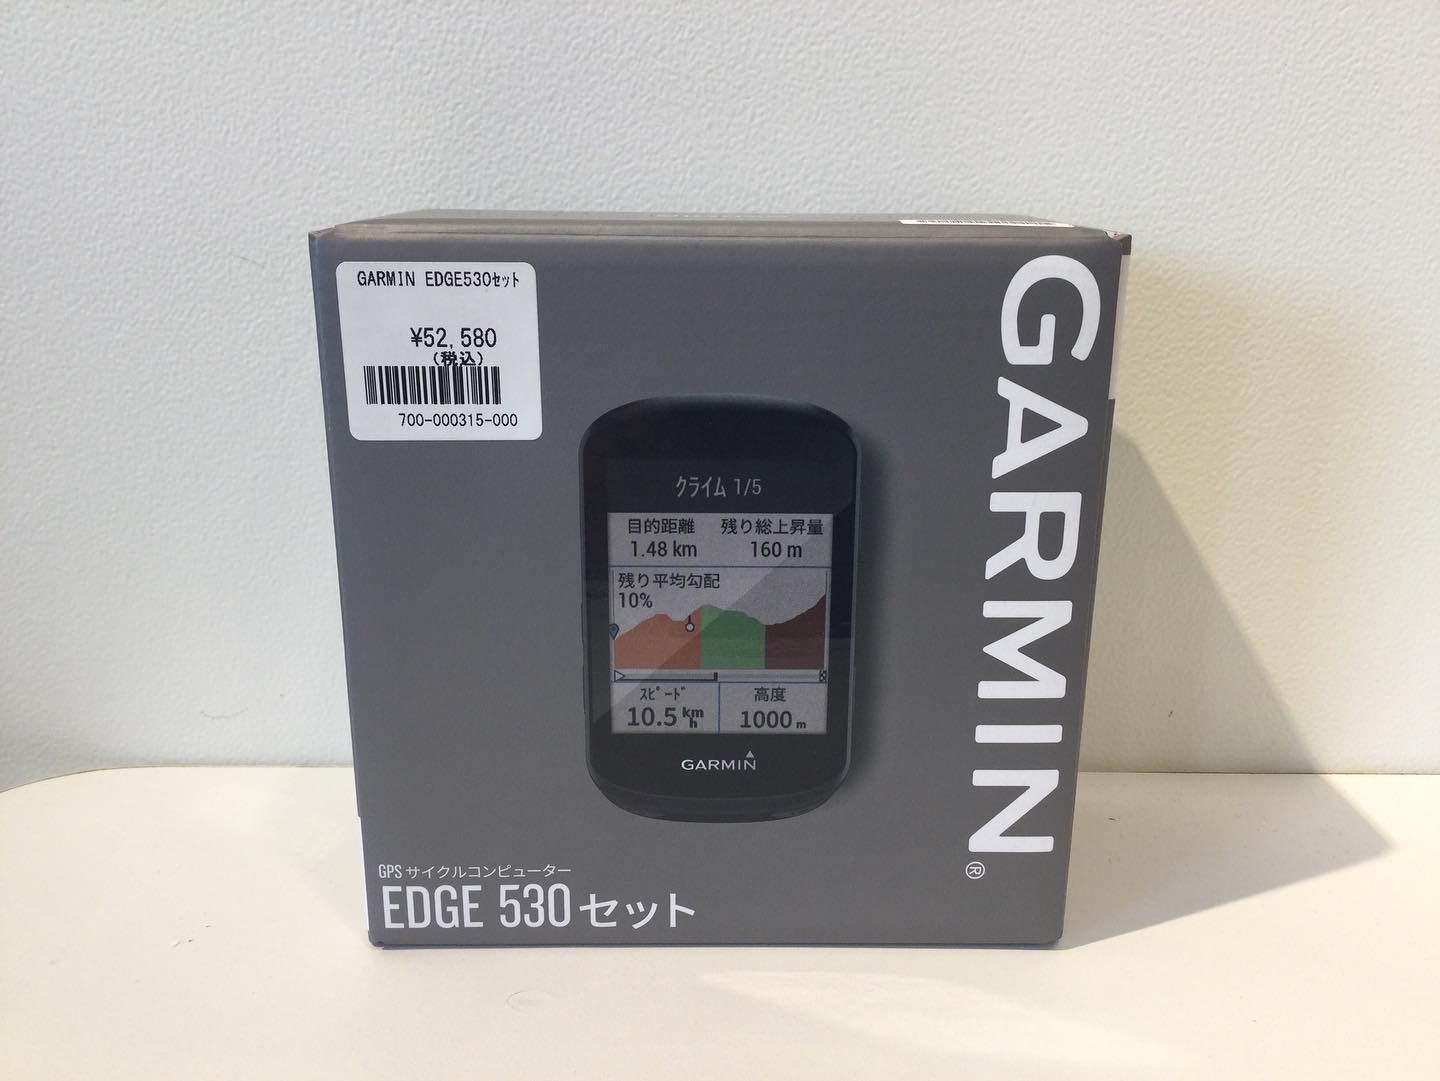 GARMIN EDGE530ｾｯﾄ
¥52,580
(税込)
700-000315-000
GARMIN®
クライム 1/5
目的距離 残り総上昇量
1.48 km 160 m
残り平均勾配
10%
ｽﾋﾟｰﾄﾞ 高度
10.5 km/h 1000 m
GARMIN
GPS サイクルコンピューター
EDGE 530 セット